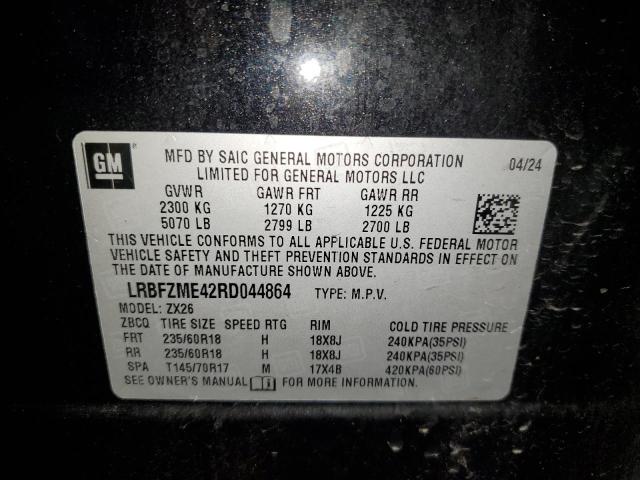 GM
MFD BY SAIC GENERAL MOTORS CORPORATION 04/24
LIMITED FOR GENERAL MOTORS LLC
GVWR GAWR FRT GAWR RR
2300 KG 1270 KG 1225 KG
5070 LB 2799 LB 2700 LB
THIS VEHICLE CONFORMS TO ALL APPLICABLE U.S. FEDERAL MOTOR
VEHICLE SAFETY AND THEFT PREVENTION STANDARDS IN EFFECT ON
THE DATE OF MANUFACTURE SHOWN ABOVE.
LRBFZME42RD044864 TYPE: M.P.V.
MODEL: ZX26
ZBCQ TIRE SIZE SPEED RTG RIM COLD TIRE PRESSURE
FRT 235/60R18 H 18X8J 240KPA(35PSI)
RR 235/60R18 H 18X8J 240KPA(35PSI)
SPA T145/70R17 M 17X4B 420KPA(60PSI)
SEE OWNER'S MANUAL FOR MORE INFORMATION.